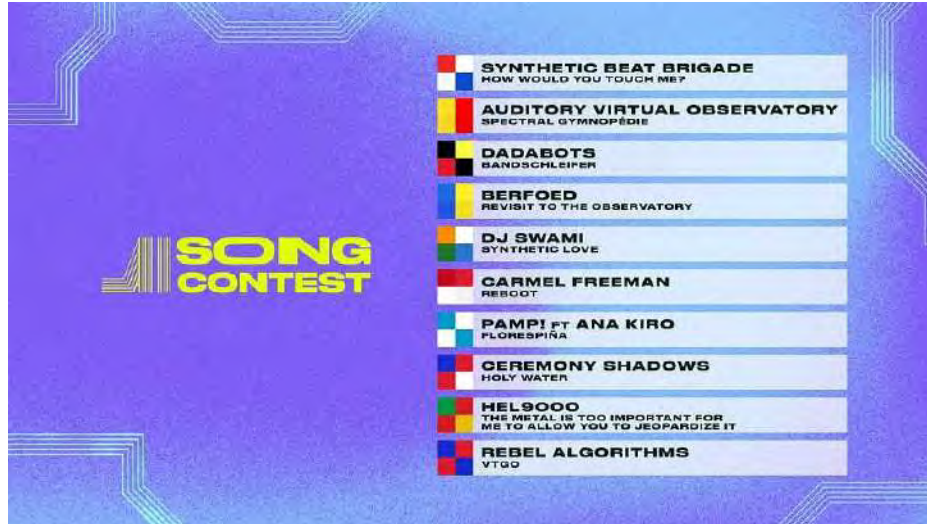 SONG
CONTEST
SYNTHETIC BEAT BRIGADE
HOW WOULD YOU TOUCH ME?
AUDITORY VIRTUAL OBSERVATORY
SPECTRAL GYMNOPÉDIE
DADABOTS
BANDSCHLEIFER
BERFOED
REVISIT TO THE OBSERVATORY
DJ SWAMI
SYNTHETIC LOVE
CARMEL FREEMAN
REBOOT
PAMP! FT ANA KIRO
FLORESPIÑA
CEREMONY SHADOWS
HOLY WATER
HEL9000
THE METAL IS TOO IMPORTANT FOR
ME TO ALLOW YOU TO JEOPARDIZE IT
REBEL ALGORITHMS
VTGO